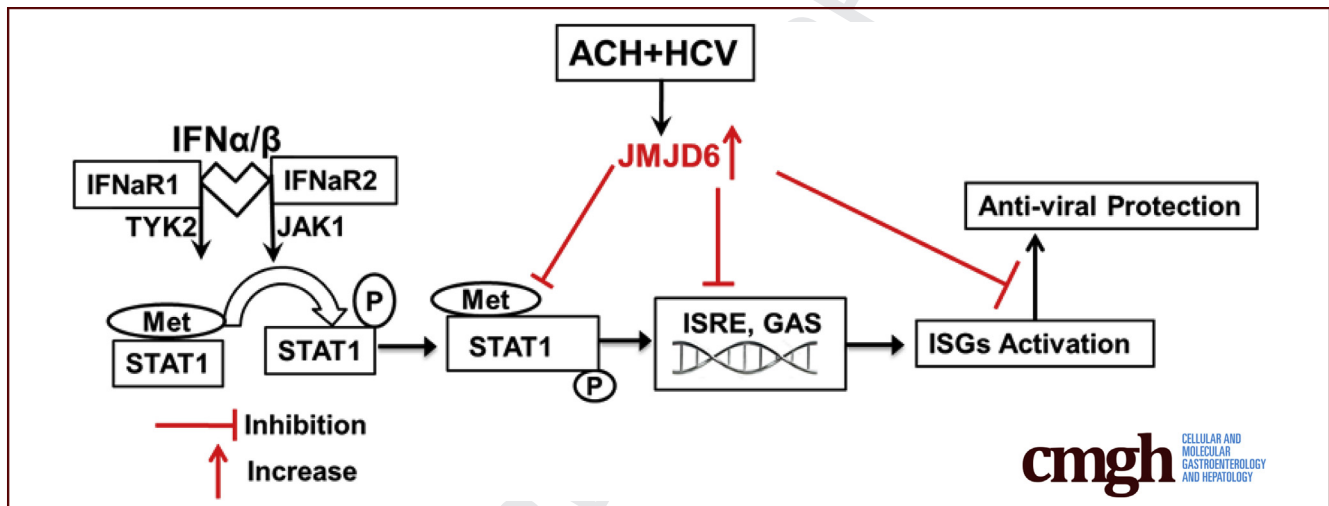 ACH+HCV
JMJD6
IFNα/β
IFNaR1
IFNaR2
TYK2
JAK1
Anti-viral Protection
Met
STAT1
P
STAT1
Met
STAT1
P
ISRE, GAS
ISGs Activation
Inhibition
Increase
cmgh
CELLULAR AND
MOLECULAR
GASTROENTEROLOGY
AND HEPATOLOGY